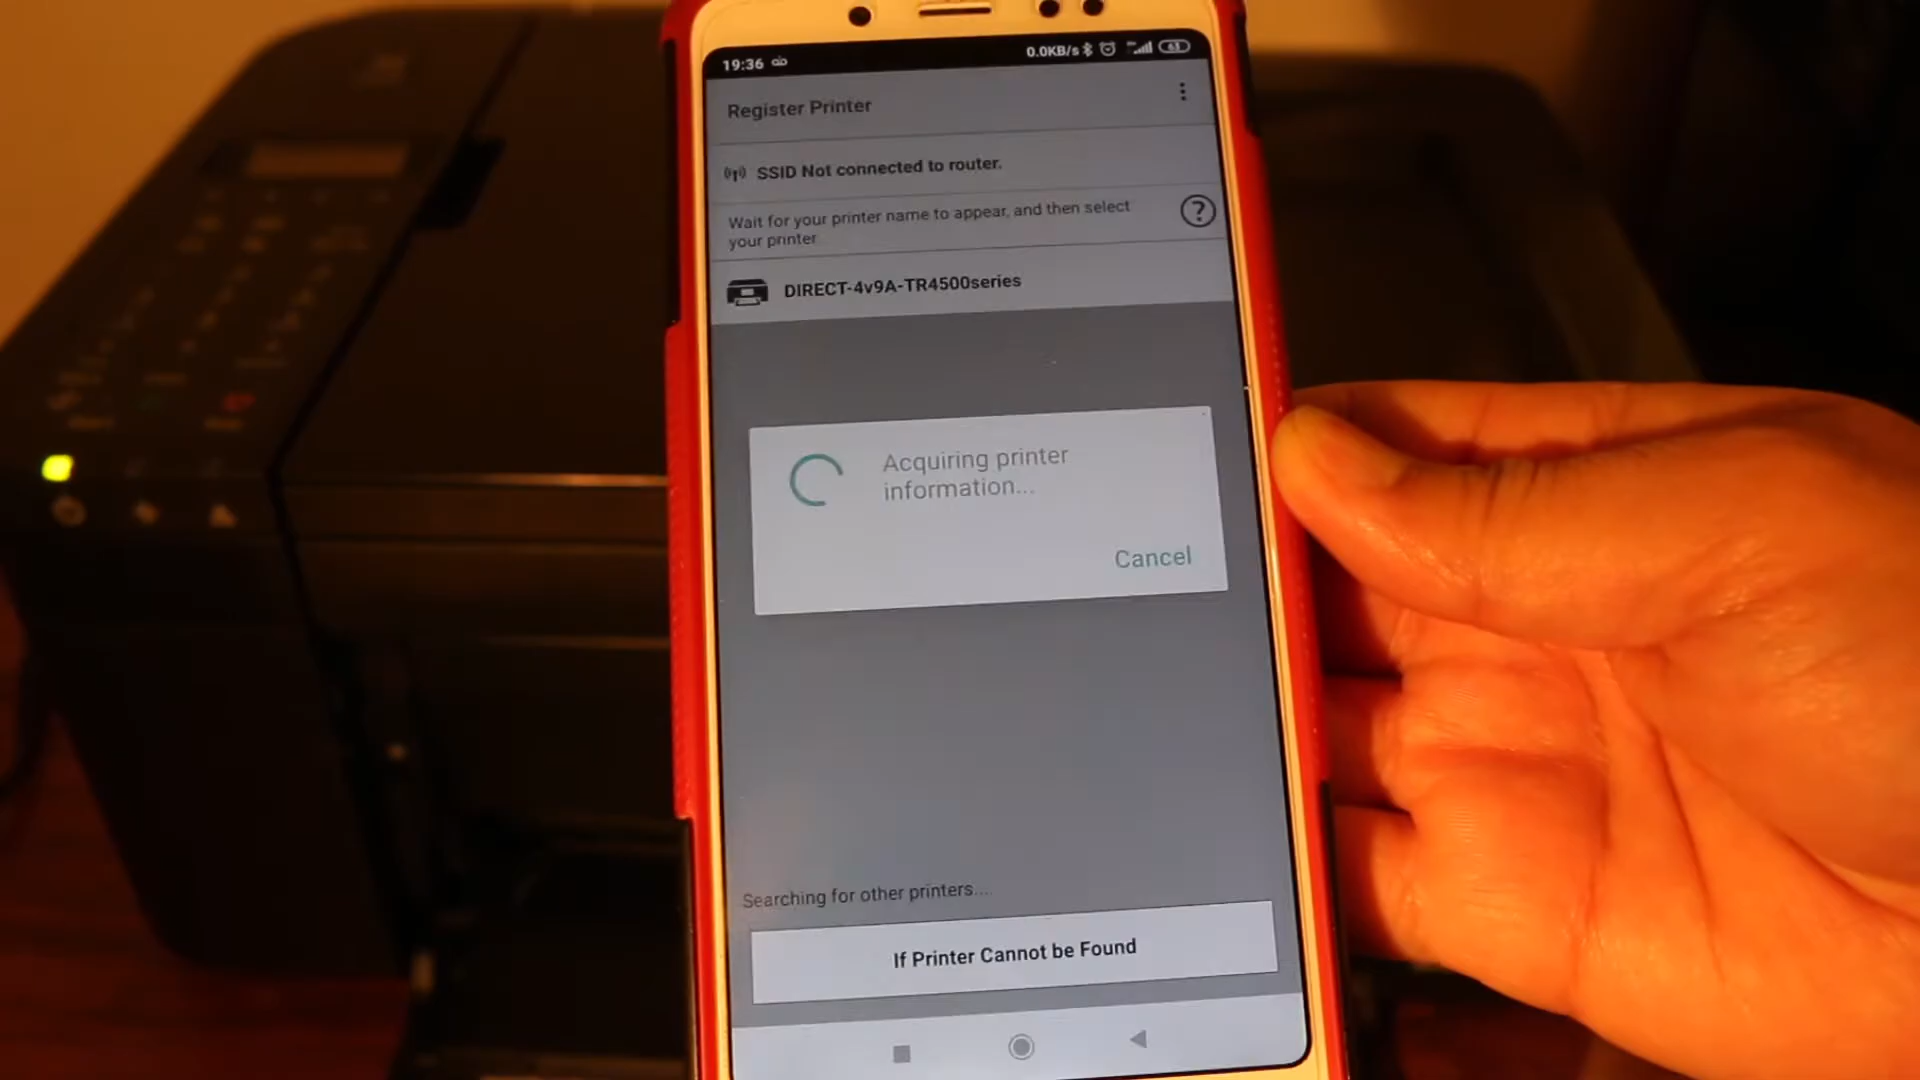 19:36
0.0KB/s
63
Register Printer
SSID Not connected to router.
Wait for your printer name to appear, and then select
your printer
?
DIRECT-4v9A-TR4500series
Acquiring printer
information...
Cancel
Searching for other printers....
If Printer Cannot be Found